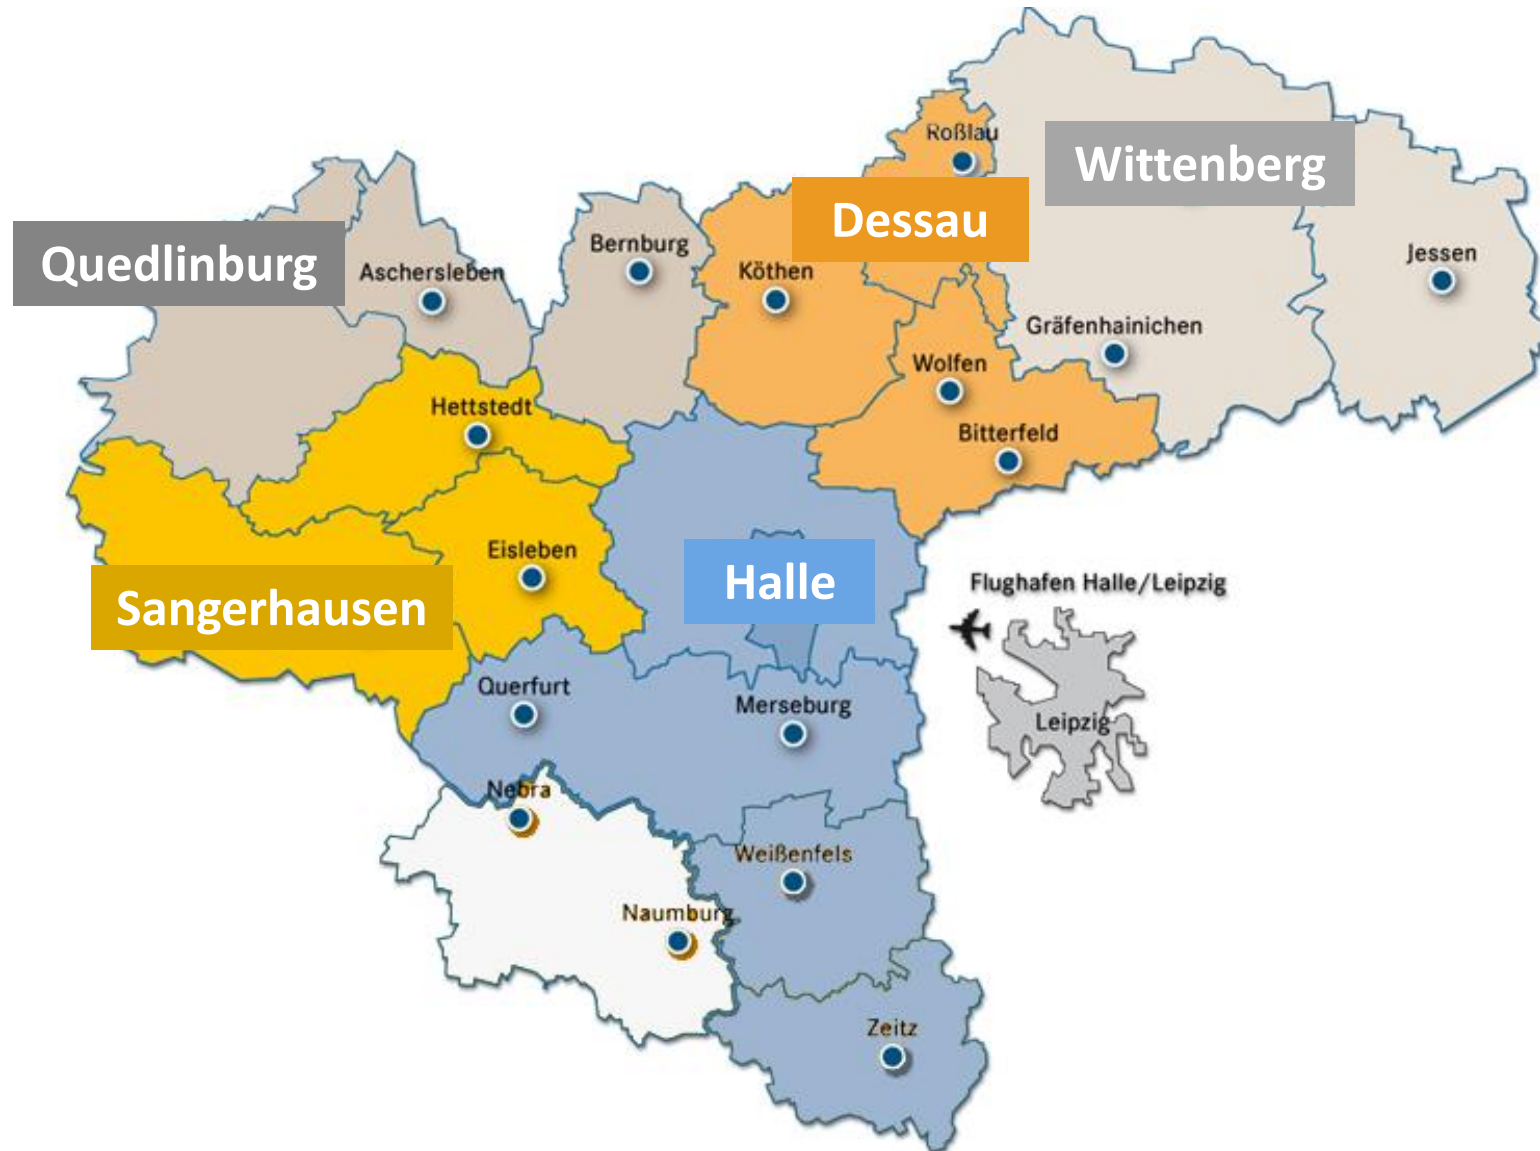 Roßlau
Wittenberg
Dessau
Quedlinburg
Aschersleben
Bernburg
Köthen
Jessen
Gräfenhainichen
Wolfen
Hettstedt
Bitterfeld
Eisleben
Halle
Sangerhausen
Flughafen Halle/Leipzig
Querfurt
Merseburg
Leipzig
Nebra
Weißenfels
Naumburg
Zeitz